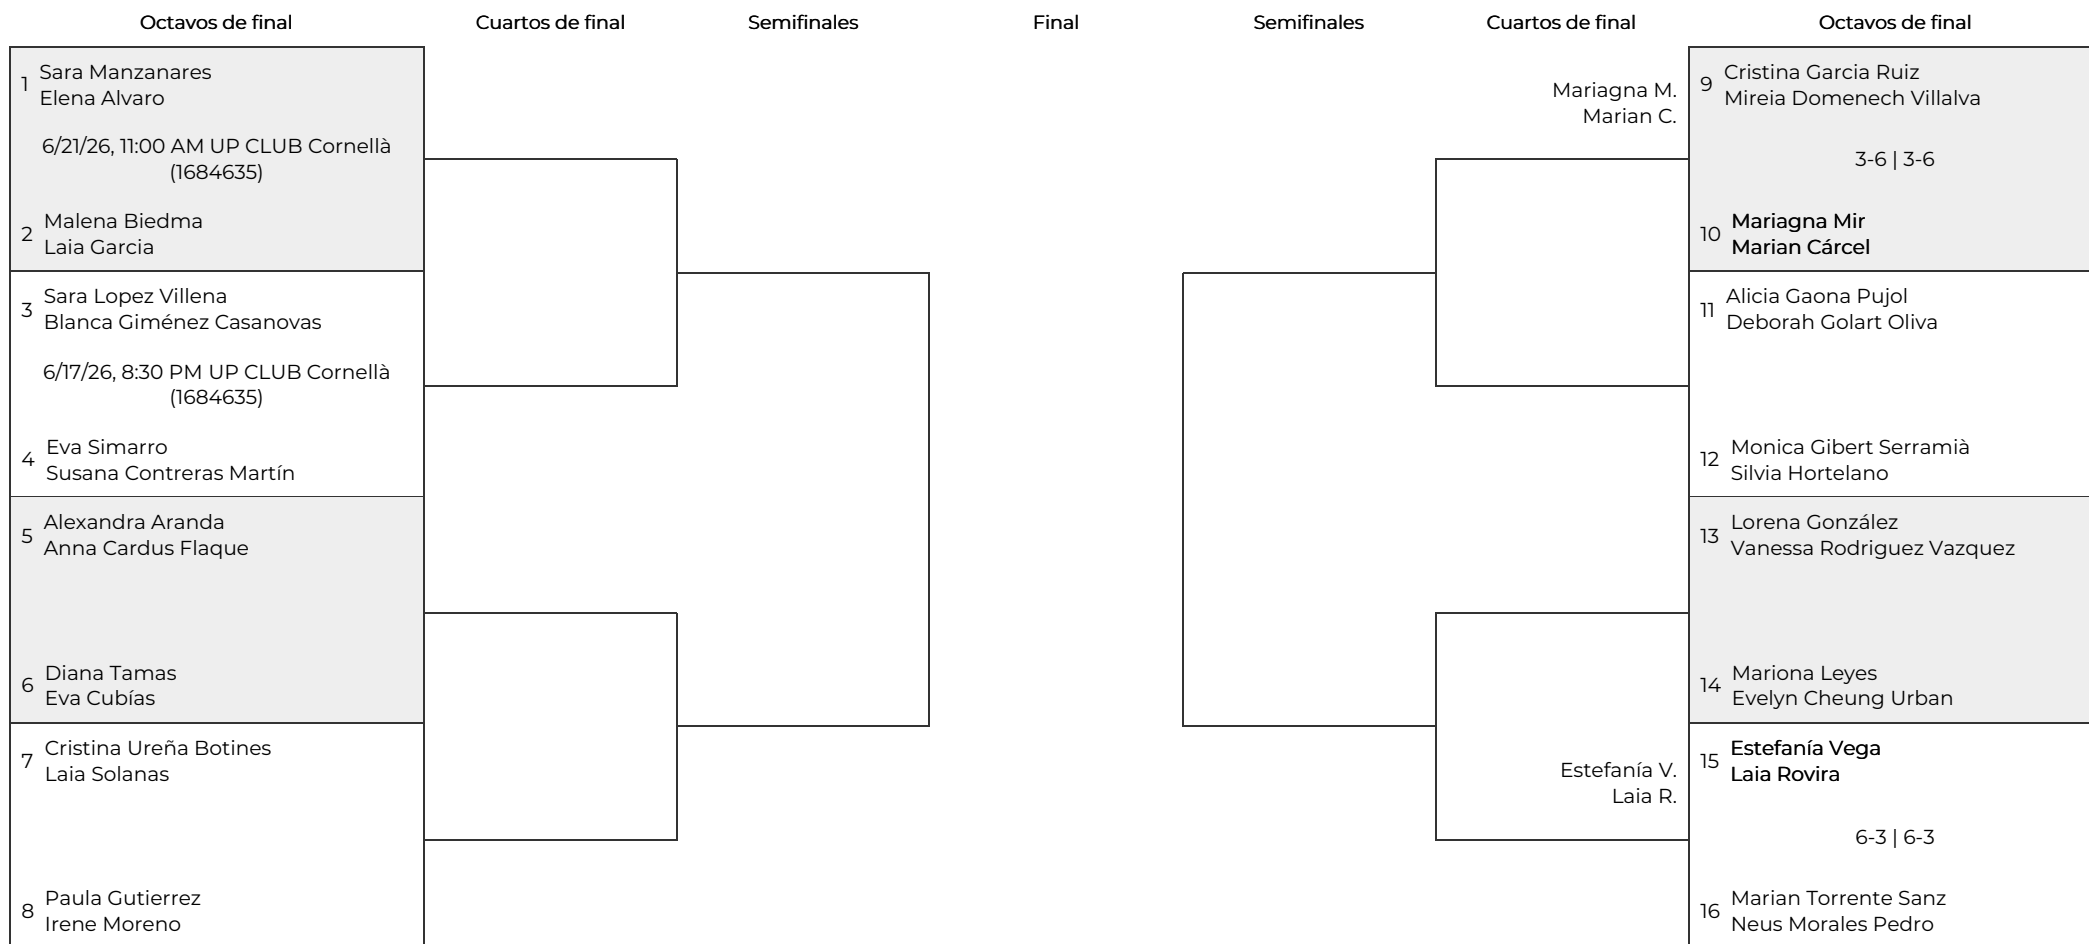 Octavos de final
Cuartos de final
Semifinales
Final
Semifinales
Cuartos de final
Octavos de final
1
Sara Manzanares
Elena Alvaro
6/21/26, 11:00 AM UP CLUB Cornellà
(1684635)
2
Malena Biedma
Laia Garcia
3
Sara Lopez Villena
Blanca Giménez Casanovas
6/17/26, 8:30 PM UP CLUB Cornellà
(1684635)
4
Eva Simarro
Susana Contreras Martín
5
Alexandra Aranda
Anna Cardus Flaque
6
Diana Tamas
Eva Cubías
7
Cristina Ureña Botines
Laia Solanas
8
Paula Gutierrez
Irene Moreno
Mariagna M.
Marian C.
Estefanía V.
Laia R.
9
Cristina Garcia Ruiz
Mireia Domenech Villalva
3-6 | 3-6
10
Mariagna Mir
Marian Cárcel
11
Alicia Gaona Pujol
Deborah Golart Oliva
12
Monica Gibert Serramià
Silvia Hortelano
13
Lorena González
Vanessa Rodriguez Vazquez
14
Mariona Leyes
Evelyn Cheung Urban
15
Estefanía Vega
Laia Rovira
6-3 | 6-3
16
Marian Torrente Sanz
Neus Morales Pedro